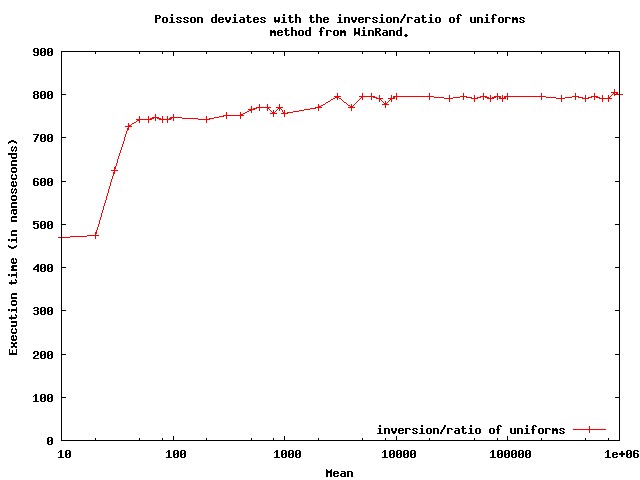 Poisson deviates with the inversion/ratio of uniforms
method from WinRand.
900
800
700
600
500
400
300
200
100
0
Execution time (in nanoseconds)
inversion/ratio of uniforms
10 100 1000 10000 100000 1e+06
Mean